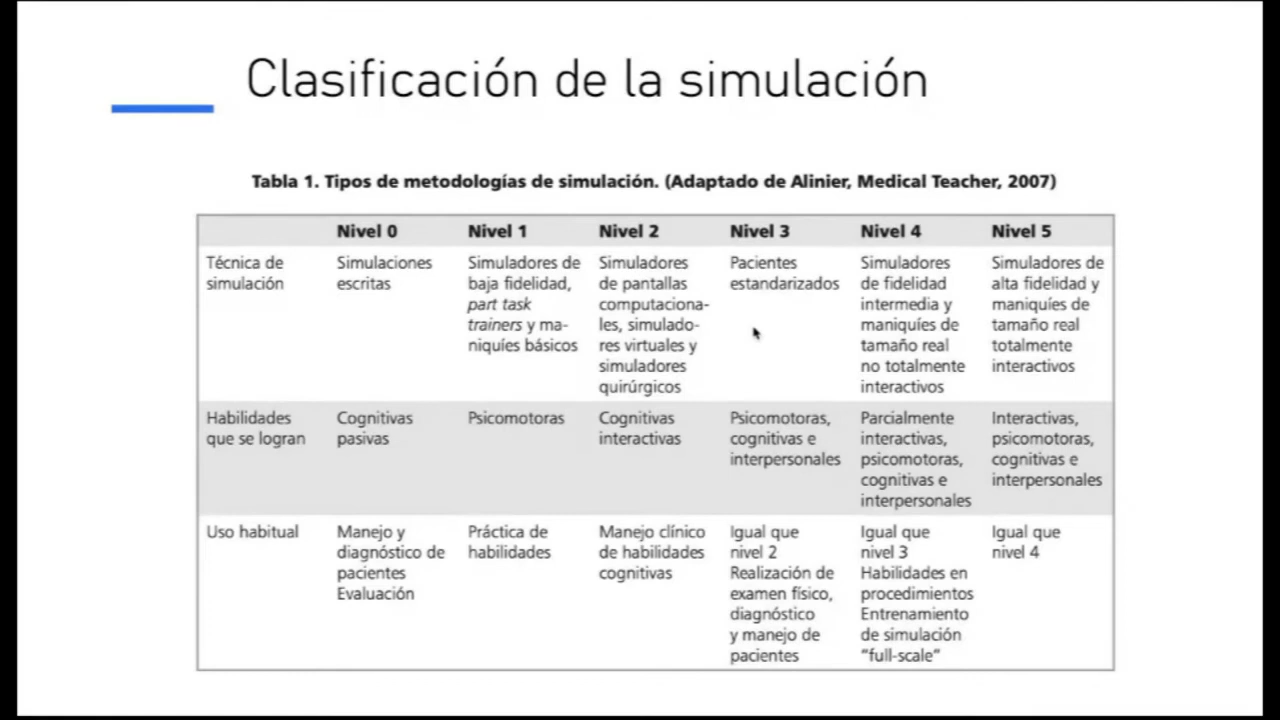 Clasificación de la simulación
Tabla 1. Tipos de metodologías de simulación. (Adaptado de Alinier, Medical Teacher, 2007)
Nivel 0 Nivel 1 Nivel 2 Nivel 3 Nivel 4 Nivel 5
Técnica de
simulación
Simulaciones
escritas
Simuladores de
baja fidelidad,
part task
trainers y ma-
niquíes básicos
Simuladores
de pantallas
computaciona-
les, simulado-
res virtuales y
simuladores
quirúrgicos
Pacientes
estandarizados
Simuladores
de fidelidad
intermedia y
maniquíes de
tamaño real
no totalmente
interactivos
Simuladores de
alta fidelidad y
maniquíes de
tamaño real
totalmente
interactivos
Habilidades
que se logran
Cognitivas
pasivas
Psicomotoras
Cognitivas
interactivas
Psicomotoras,
cognitivas e
interpersonales
Parcialmente
interactivas,
psicomotoras,
cognitivas e
interpersonales
Interactivas,
psicomotoras,
cognitivas e
interpersonales
Uso habitual
Manejo y
diagnóstico de
pacientes
Evaluación
Práctica de
habilidades
Manejo clínico
de habilidades
cognitivas
Igual que
nivel 2
Realización de
examen físico,
diagnóstico
y manejo de
pacientes
Igual que
nivel 3
Habilidades en
procedimientos
Entrenamiento
de simulación
"full-scale"
Igual que
nivel 4